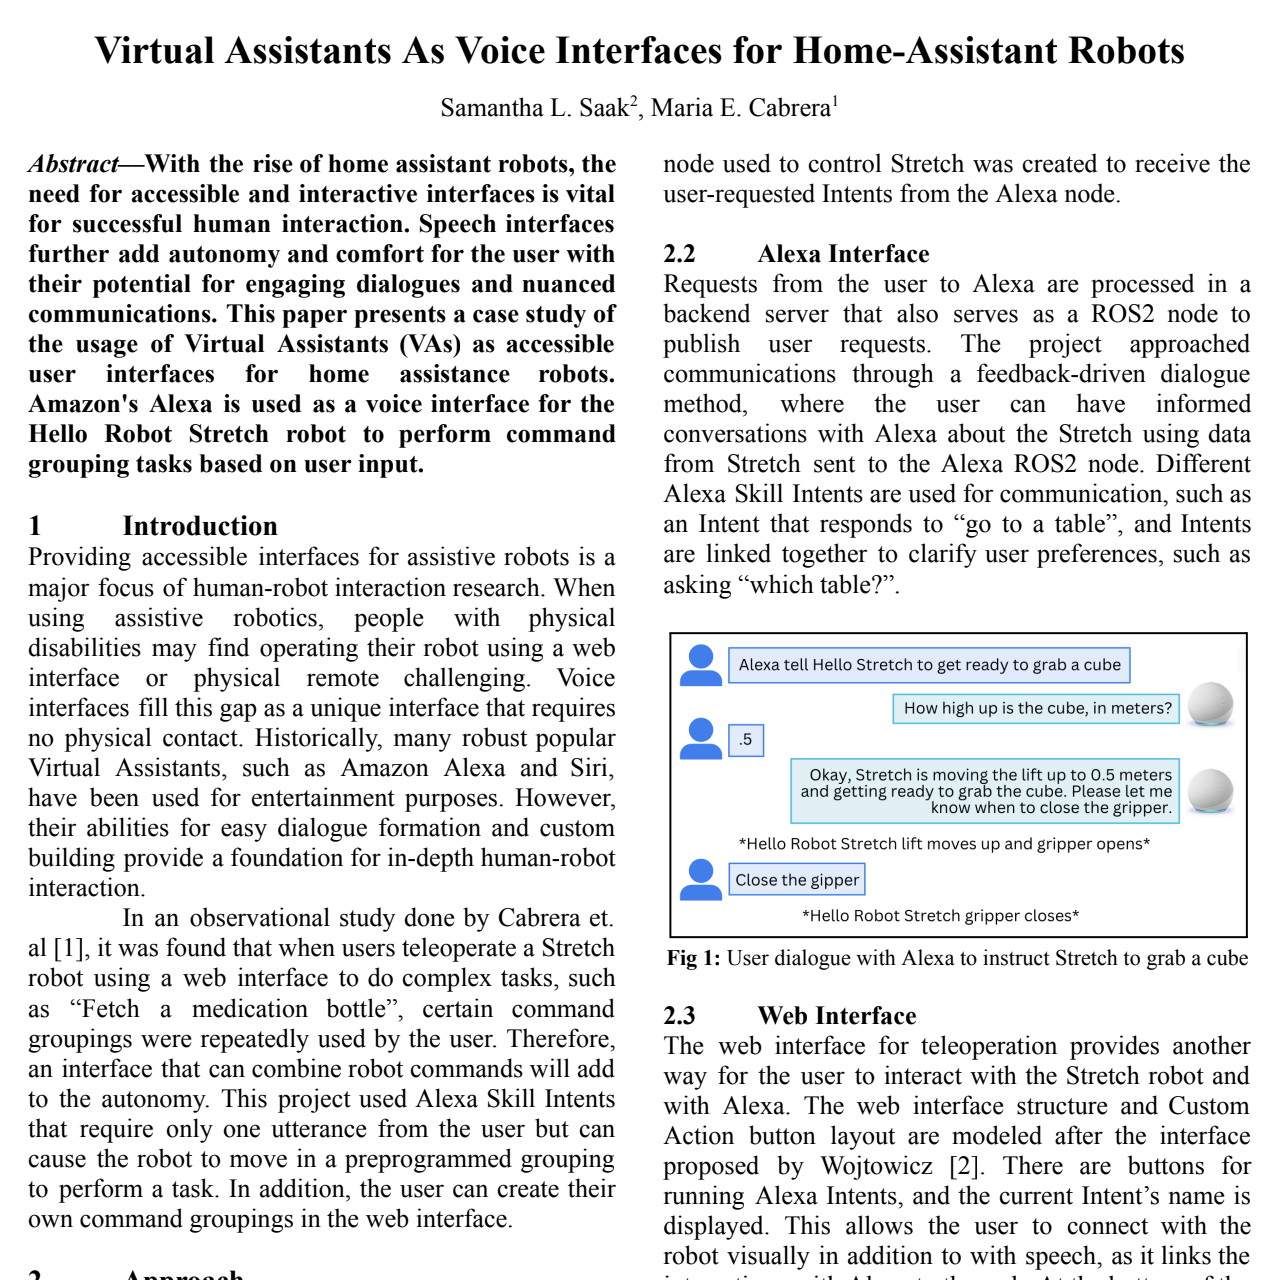 Virtual Assistants As Voice Interfaces for Home-Assistant Robots
Samantha L. Saak2, Maria E. Cabrera1
Abstract—With the rise of home assistant robots, the
need for accessible and interactive interfaces is vital
for successful human interaction. Speech interfaces
further add autonomy and comfort for the user with
their potential for engaging dialogues and nuanced
communications. This paper presents a case study of
the usage of Virtual Assistants (VAs) as accessible
user interfaces for home assistance robots.
Amazon's Alexa is used as a voice interface for the
Hello Robot Stretch robot to perform command
grouping tasks based on user input.
1 Introduction
Providing accessible interfaces for assistive robots is a
major focus of human-robot interaction research. When
using assistive robotics, people with physical
disabilities may find operating their robot using a web
interface or physical remote challenging. Voice
interfaces fill this gap as a unique interface that requires
no physical contact. Historically, many robust popular
Virtual Assistants, such as Amazon Alexa and Siri,
have been used for entertainment purposes. However,
their abilities for easy dialogue formation and custom
building provide a foundation for in-depth human-robot
interaction.
In an observational study done by Cabrera et.
al [1], it was found that when users teleoperate a Stretch
robot using a web interface to do complex tasks, such
as “Fetch a medication bottle”, certain command
groupings were repeatedly used by the user. Therefore,
an interface that can combine robot commands will add
to the autonomy. This project used Alexa Skill Intents
that require only one utterance from the user but can
cause the robot to move in a preprogrammed grouping
to perform a task. In addition, the user can create their
own command groupings in the web interface.
2 Approach
node used to control Stretch was created to receive the
user-requested Intents from the Alexa node.
2.2 Alexa Interface
Requests from the user to Alexa are processed in a
backend server that also serves as a ROS2 node to
publish user requests. The project approached
communications through a feedback-driven dialogue
method, where the user can have informed
conversations with Alexa about the Stretch using data
from Stretch sent to the Alexa ROS2 node. Different
Alexa Skill Intents are used for communication, such as
an Intent that responds to “go to a table”, and Intents
are linked together to clarify user preferences, such as
asking “which table?”.
Alexa tell Hello Stretch to get ready to grab a cube
How high up is the cube, in meters?
.5
Okay, Stretch is moving the lift up to 0.5 meters
and getting ready to grab the cube. Please let me
know when to close the gripper.
*Hello Robot Stretch lift moves up and gripper opens*
Close the gipper
*Hello Robot Stretch gripper closes*
Fig 1: User dialogue with Alexa to instruct Stretch to grab a cube
2.3 Web Interface
The web interface for teleoperation provides another
way for the user to interact with the Stretch robot and
with Alexa. The web interface structure and Custom
Action button layout are modeled after the interface
proposed by Wojtowicz [2]. There are buttons for
running Alexa Intents, and the current Intent’s name is
displayed. This allows the user to connect with the
robot visually in addition to with speech, as it links the